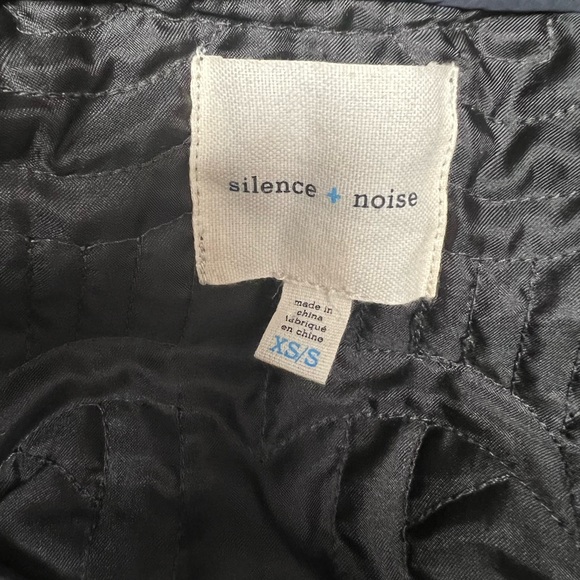 silence + noise
made in
china
fabriqué
en chine
XS/S